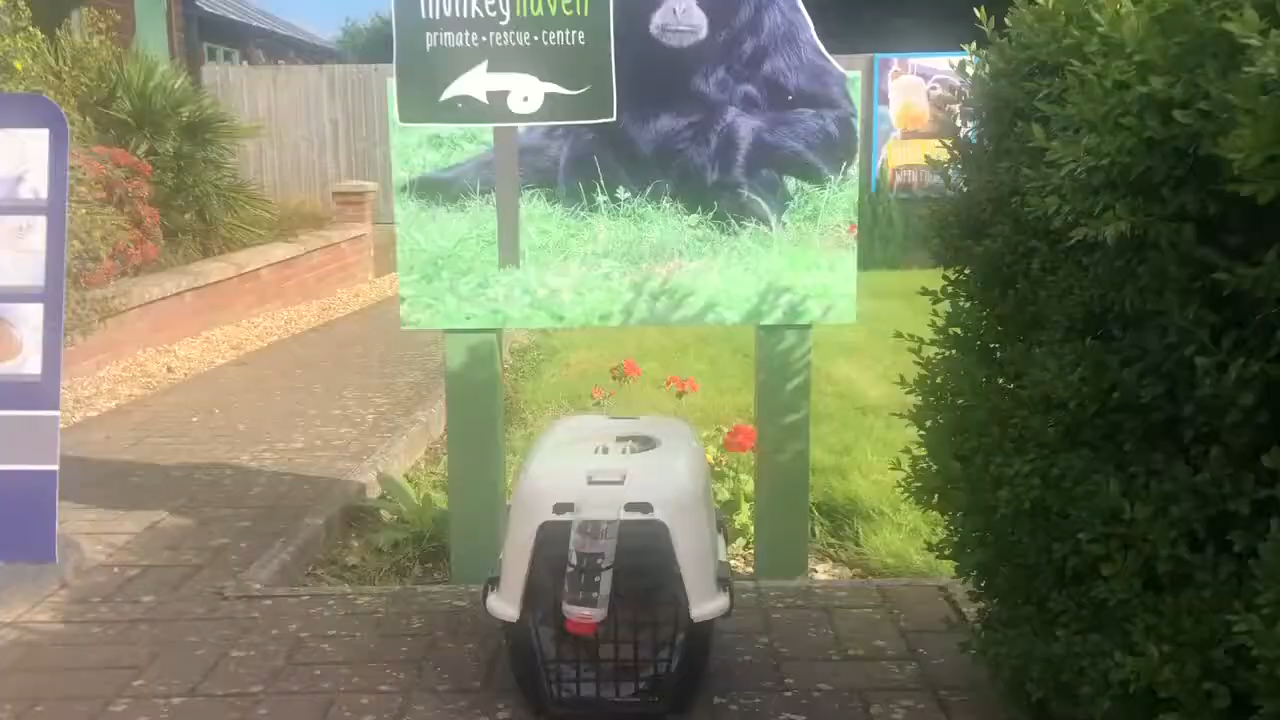 monkey haven
primate • rescue • centre